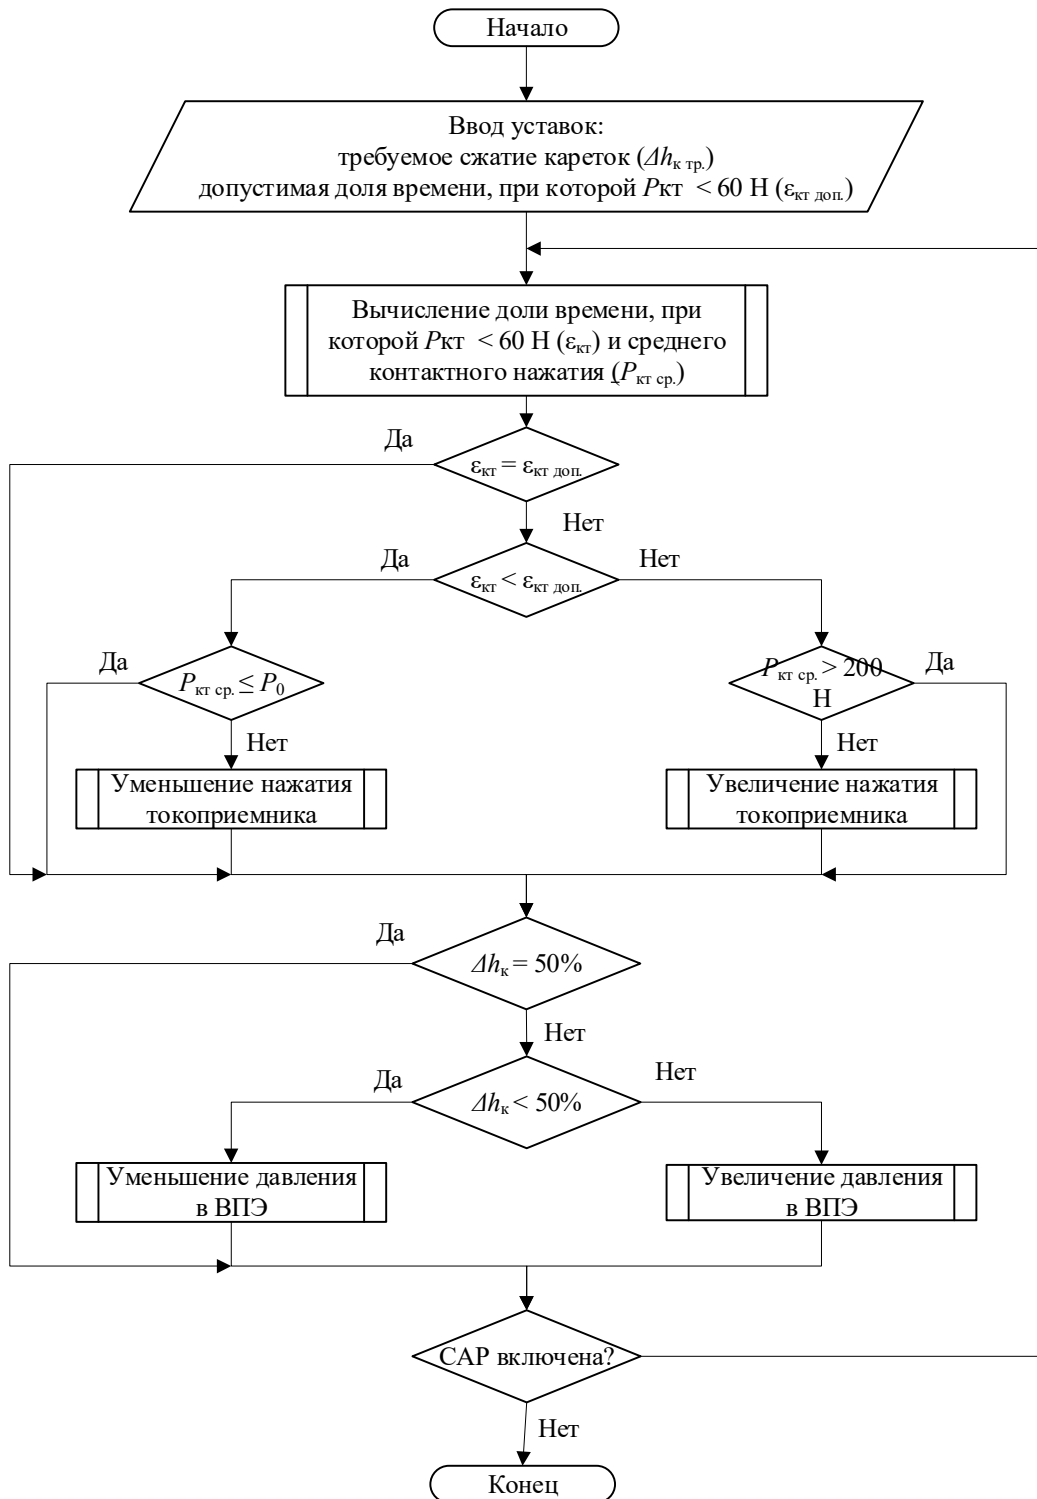 Начало
Ввод уставок:
требуемое сжатие кареток (Δhк тр.)
допустимая доля времени, при которой Pкт < 60 Н (εкт доп.)
Вычисление доли времени, при
которой Pкт < 60 Н (εкт) и среднего
контактного нажатия (Pкт ср.)
Да
εкт = εкт доп.
Нет
Да
εкт < εкт доп.
Нет
Да
Pкт ср. ≤ P0
Pкт ср. > 200
Н
Да
Нет
Нет
Уменьшение нажатия
токоприемника
Увеличение нажатия
токоприемника
Да
Δhк = 50%
Нет
Да
Δhк < 50%
Нет
Уменьшение давления
в ВПЭ
Увеличение давления
в ВПЭ
САР включена?
Нет
Конец